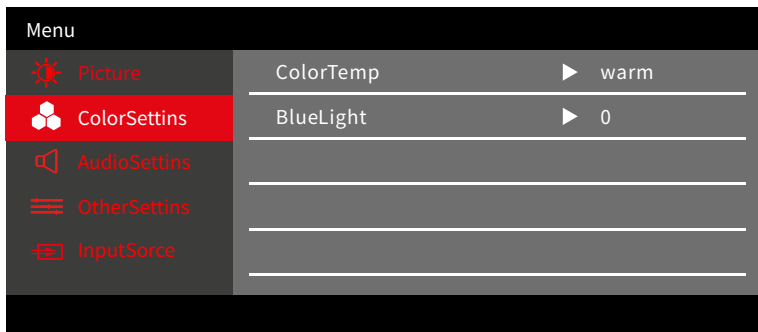 Menu
Picture
ColorSettins
AudioSettins
OtherSettins
InputSorce
ColorTemp ▶ warm
BlueLight ▶ 0